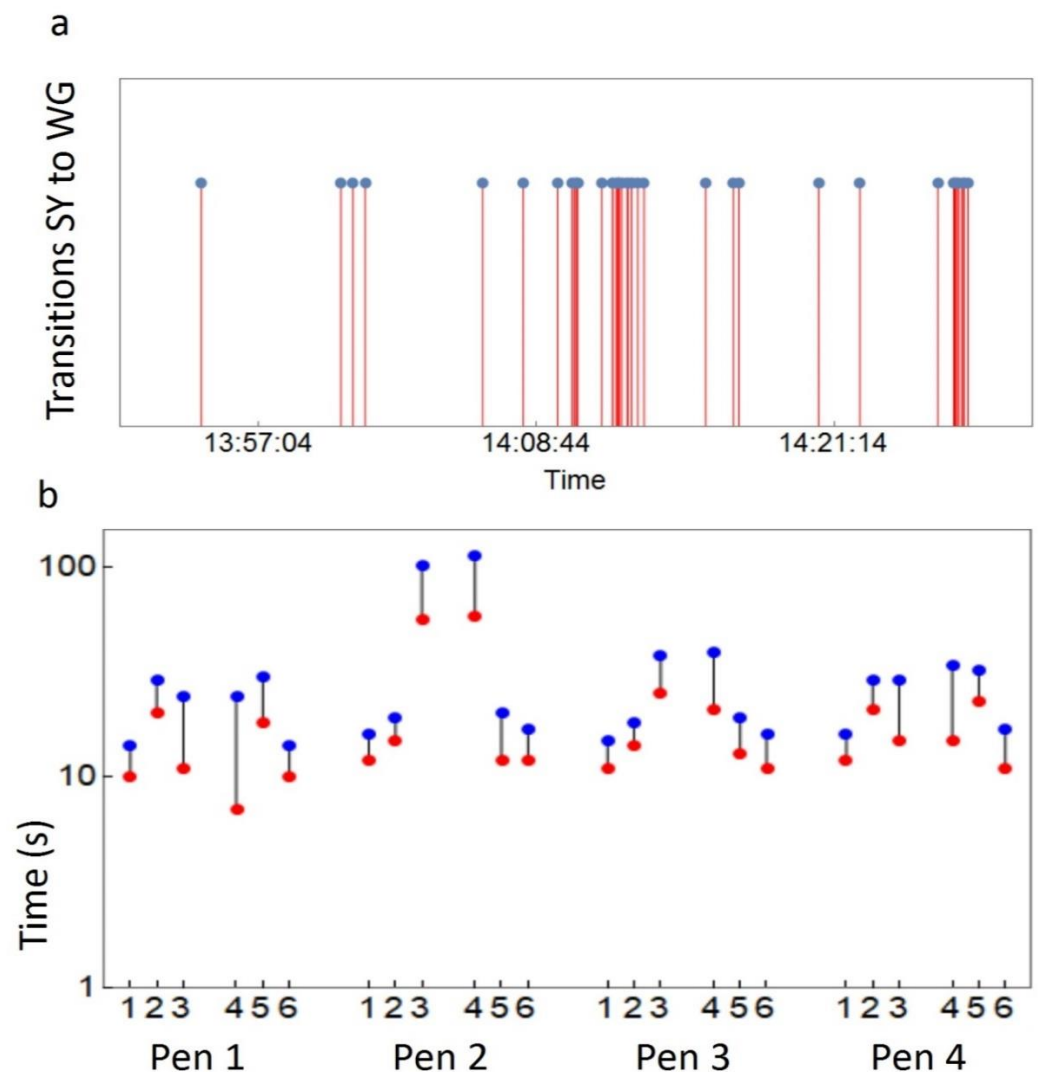 a
Transitions SY to WG
13:57:04 14:08:44 14:21:14
Time
b
Time (s)
100
10
1
1 2 3 4 5 6 1 2 3 4 5 6 1 2 3 4 5 6 1 2 3 4 5 6
Pen 1 Pen 2 Pen 3 Pen 4